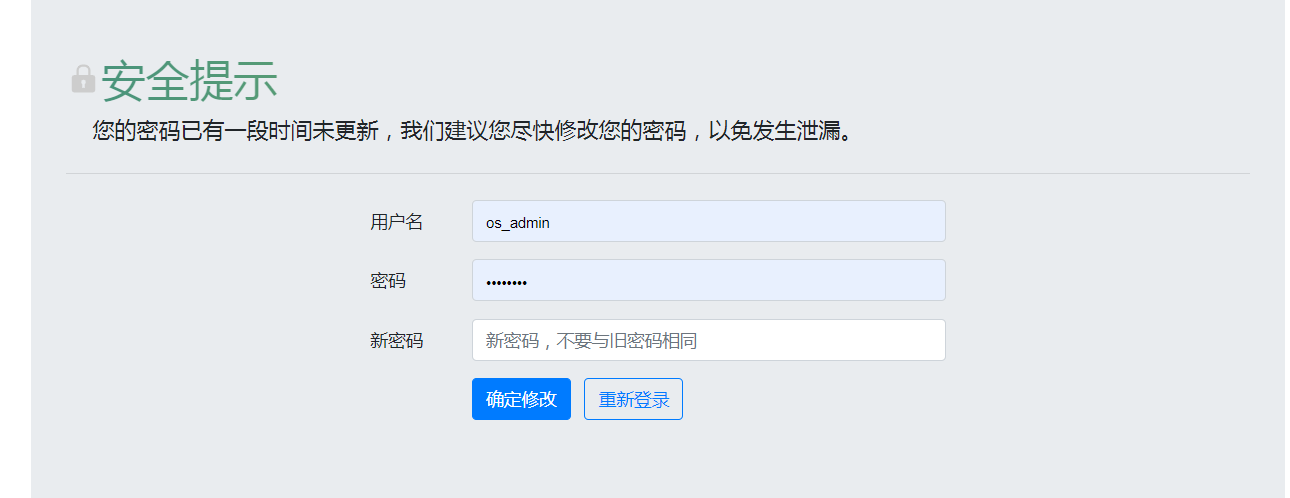 安全提示
您的密码已有一段时间未更新，我们建议您尽快修改您的密码，以免发生泄漏。
用户名 os_admin
密码 ••••••••
新密码 新密码，不要与旧密码相同
确定修改 重新登录